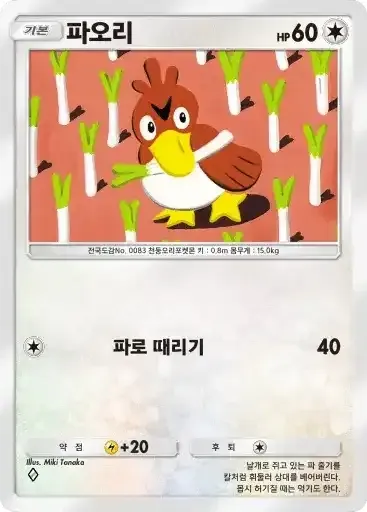 기본 파오리 HP 60
전국도감No. 0083 천둥오리포켓몬 키 : 0.8m 몸무게 : 15.0kg
파로 때리기 40
약점 +20 후퇴
Illus. Miki Tanaka
날개로 쥐고 있는 파 줄기를
칼처럼 휘둘러 상대를 베어버린다.
몹시 허기질 때는 먹기도 한다.